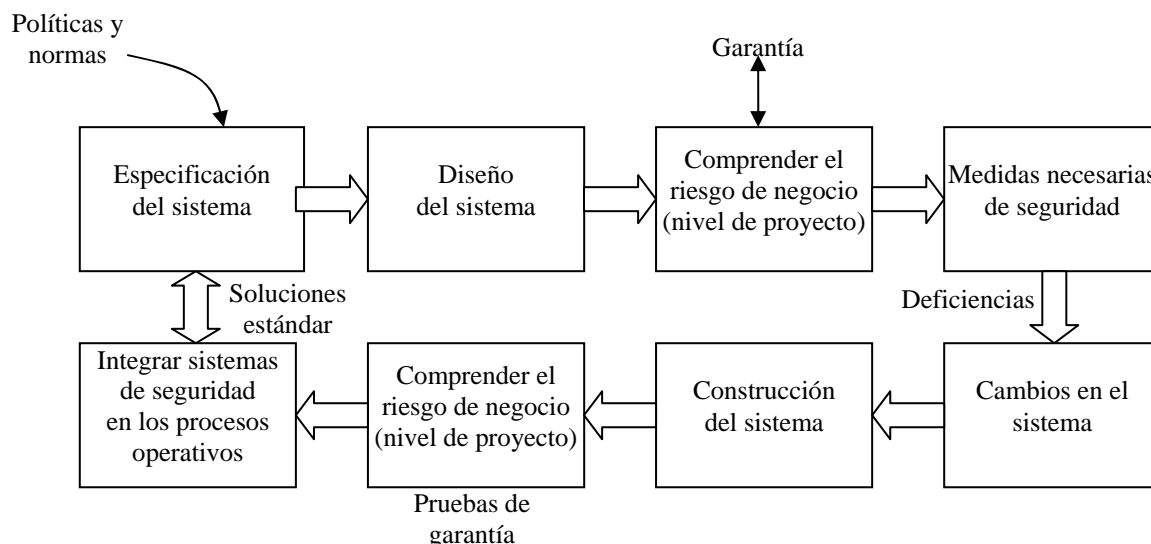 Políticas y
normas
Garantía
Especificación
del sistema
Diseño
del sistema
Comprender el
riesgo de negocio
(nivel de proyecto)
Medidas necesarias
de seguridad
Soluciones
estándar
Deficiencias
Integrar sistemas
de seguridad
en los procesos
operativos
Comprender el
riesgo de negocio
(nivel de proyecto)
Construcción
del sistema
Cambios en el
sistema
Pruebas de
garantía